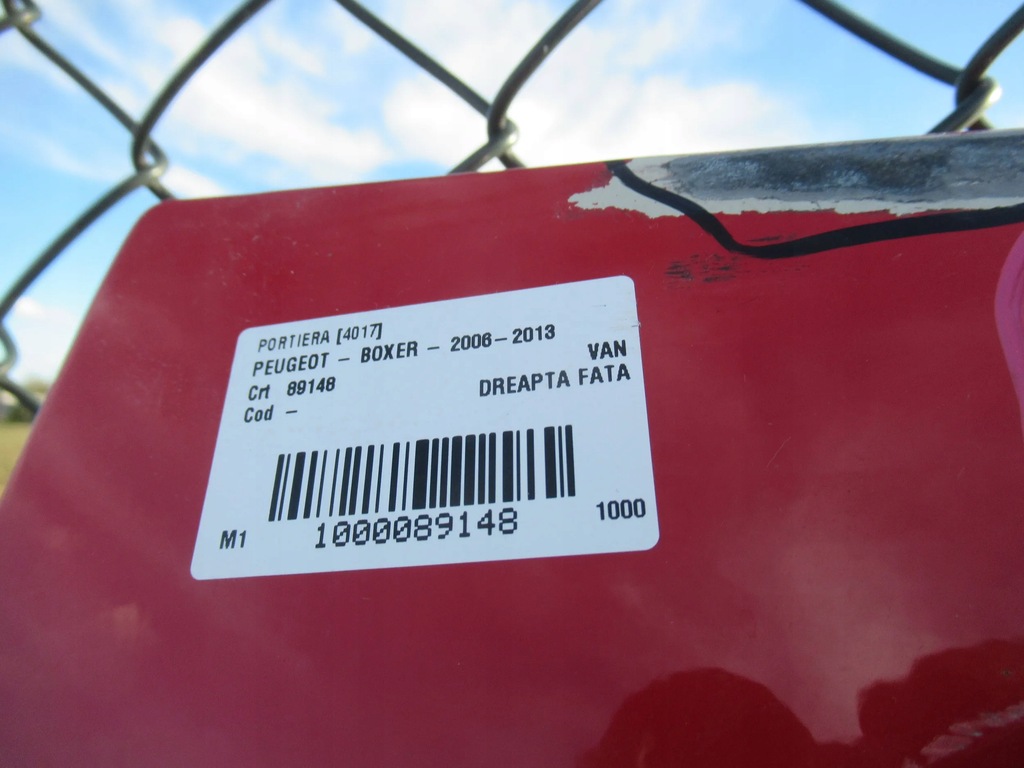 PORTIERA [4017]
PEUGEOT - BOXER - 2006-2013
VAN
Crt 89148
DREAPTA FATA
Cod -
M1
1000089148
1000